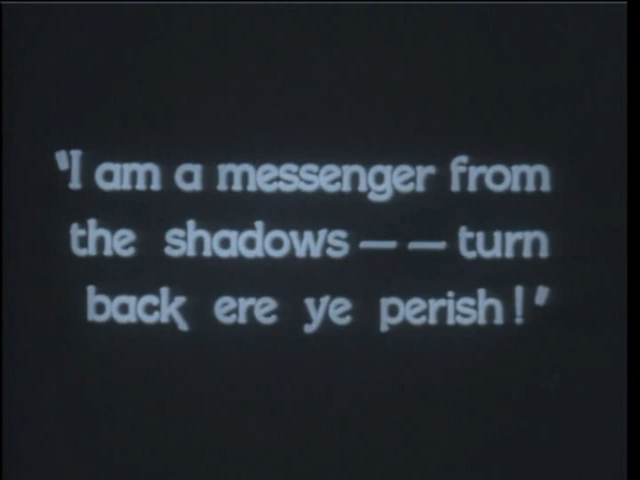 "I am a messenger from
the shadows — — turn
back ere ye perish!"